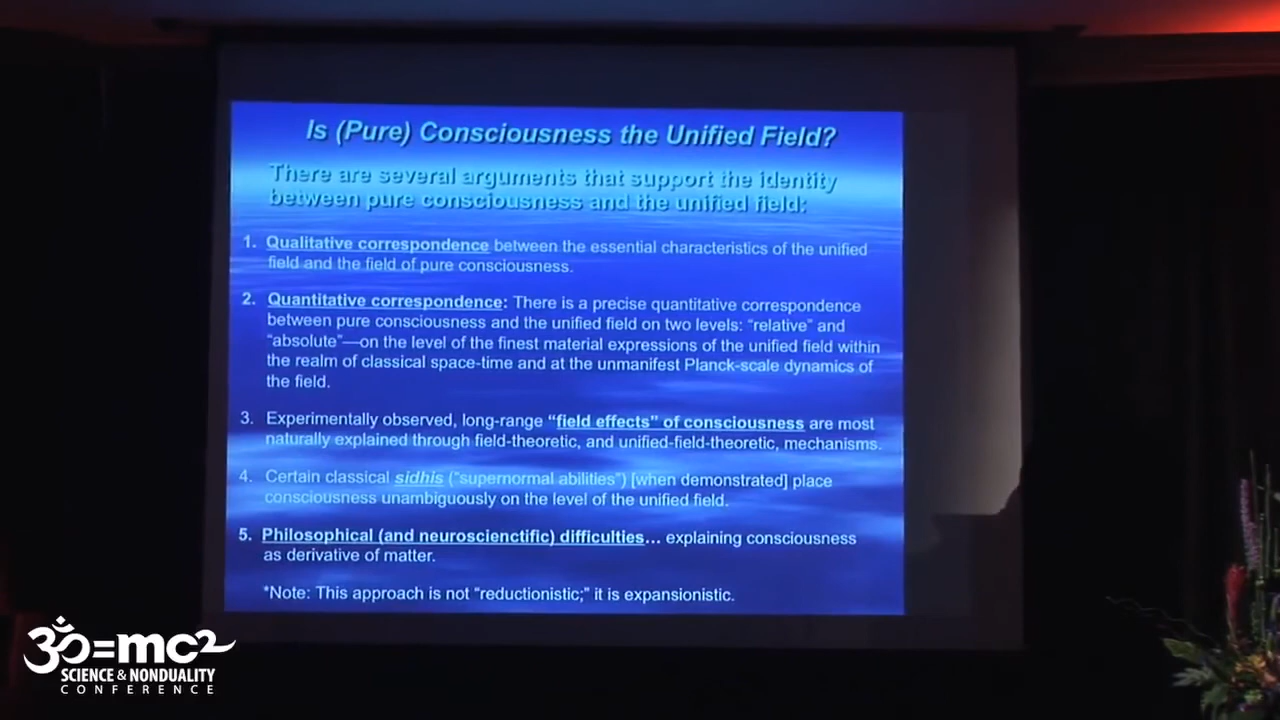 Is (Pure) Consciousness the Unified Field?
There are several arguments that support the identity
between pure consciousness and the unified field:
1. Qualitative correspondence between the essential characteristics of the unified
field and the field of pure consciousness.
2. Quantitative correspondence: There is a precise quantitative correspondence
between pure consciousness and the unified field on two levels: “relative” and
“absolute”—on the level of the finest material expressions of the unified field within
the realm of classical space-time and at the unmanifest Planck-scale dynamics of
the field.
3. Experimentally observed, long-range “field effects” of consciousness are most
naturally explained through field-theoretic, and unified-field-theoretic, mechanisms.
4. Certain classical sidhis (“supernormal abilities”) [when demonstrated] place
consciousness unambiguously on the level of the unified field.
5. Philosophical (and neuroscienctific) difficulties... explaining consciousness
as derivative of matter.
*Note: This approach is not “reductionistic;” it is expansionistic.
ॐ=mc2
SCIENCE & NONDUALITY
CONFERENCE